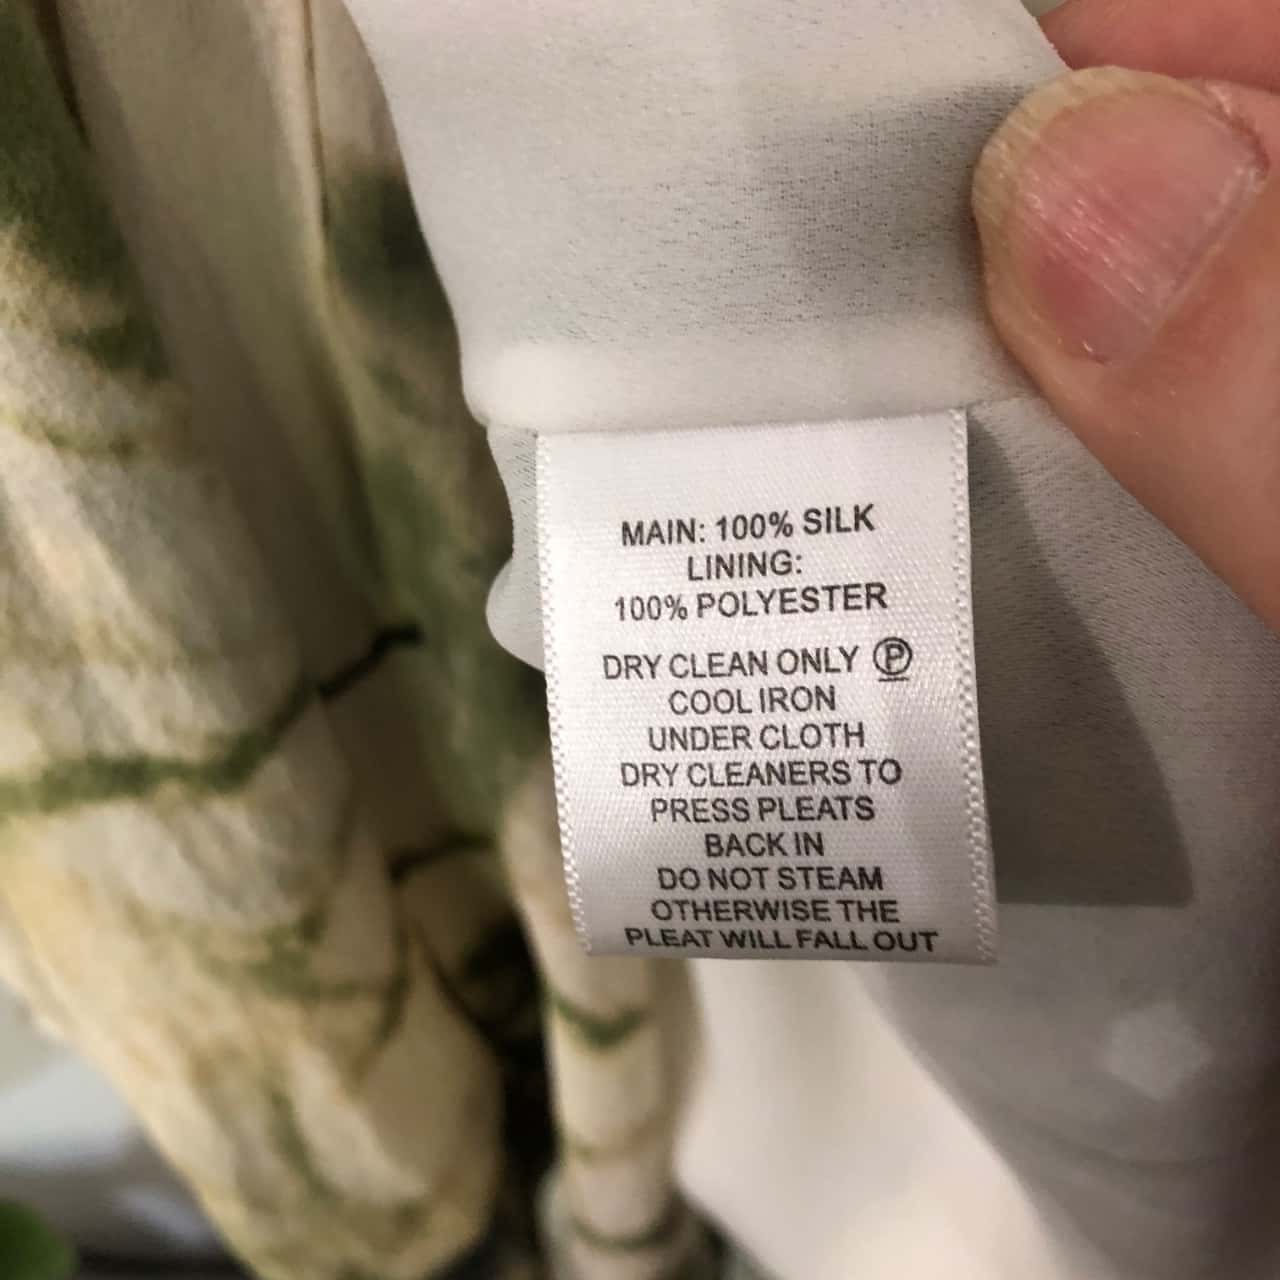 MAIN: 100% SILK
LINING:
100% POLYESTER
DRY CLEAN ONLY Ⓟ
COOL IRON
UNDER CLOTH
DRY CLEANERS TO
PRESS PLEATS
BACK IN
DO NOT STEAM
OTHERWISE THE
PLEAT WILL FALL OUT